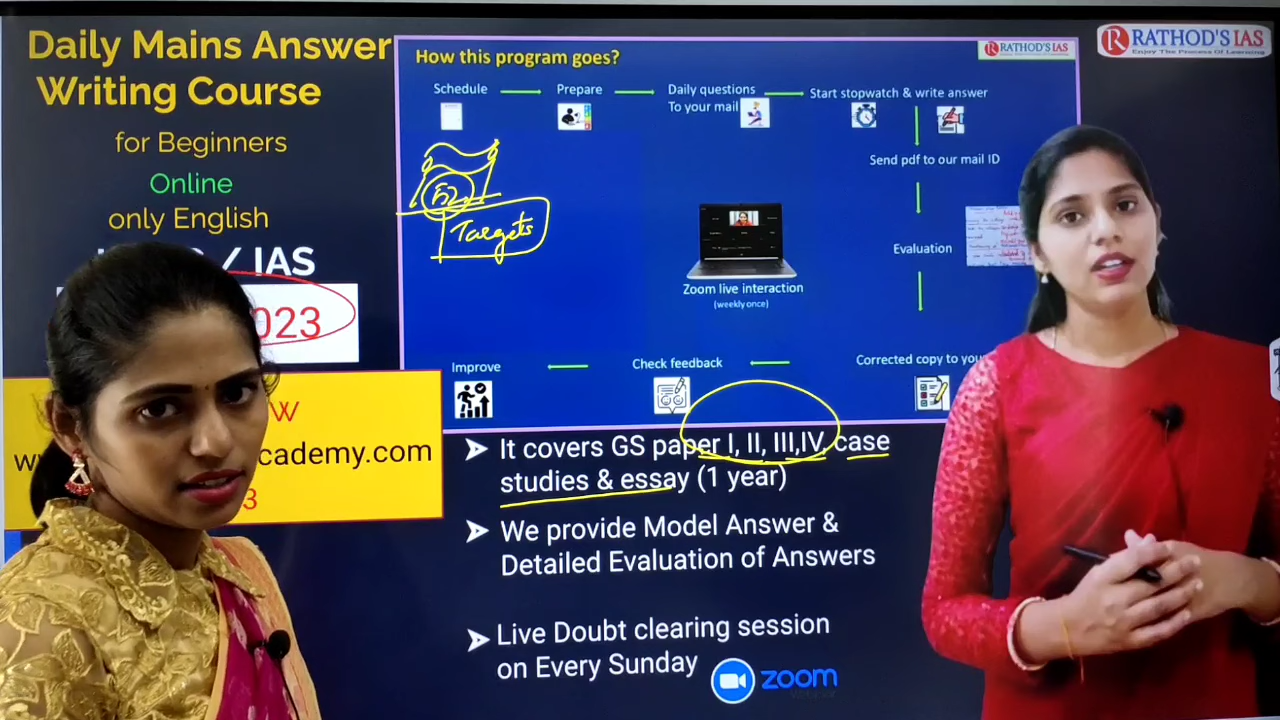 Daily Mains Answer
Writing Course
for Beginners
Online
only English
/ IAS
023
W
cademy.com
3
How this program goes?
RATHOD'S IAS
RATHOD'S IAS
Enjoy The Process Of Learning
Schedule
Prepare
Daily questions
To your mail
Start stopwatch & write answer
Send pdf to our mail ID
52
Targets
Evaluation
Zoom live interaction
(weekly once)
Improve
Check feedback
Corrected copy to you
It covers GS paper I, II, III,IV, case
studies & essay (1 year)
We provide Model Answer &
Detailed Evaluation of Answers
Live Doubt clearing session
on Every Sunday
zoom